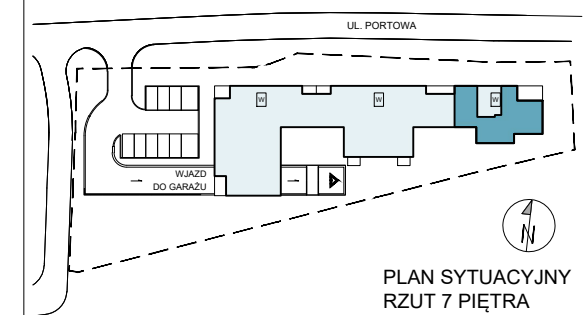 UL. PORTOWA
W
W
W
WJAZD
DO GARAŻU
N
PLAN SYTUACYJNY
RZUT 7 PIĘTRA